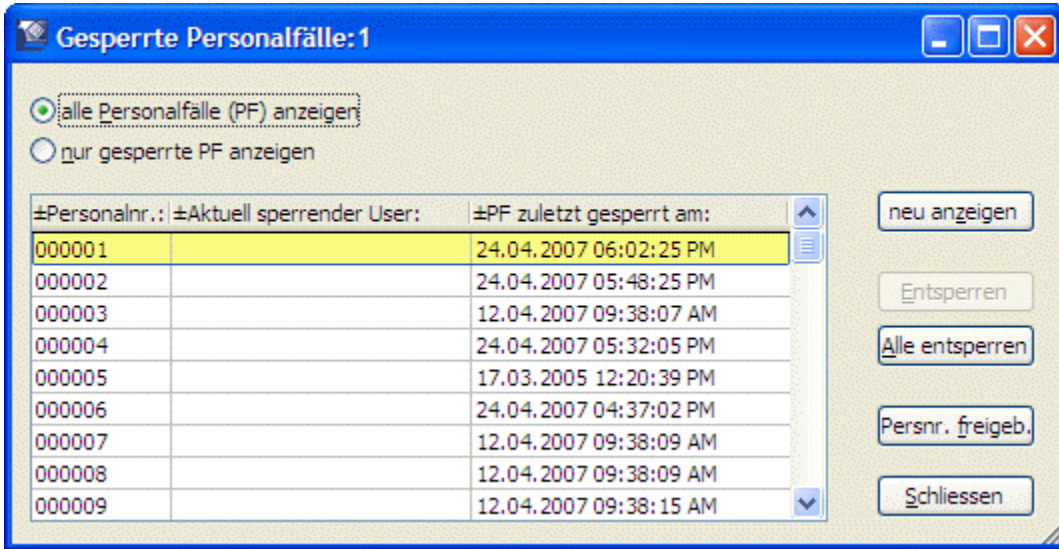 Gesperrte Personalfälle:1
alle Personalfälle (PF) anzeigen
nur gesperrte PF anzeigen
±Personalnr.: ±Aktuell sperrender User: ±PF zuletzt gesperrt am:
000001 24.04.2007 06:02:25 PM
000002 24.04.2007 05:48:25 PM
000003 12.04.2007 09:38:07 AM
000004 24.04.2007 05:32:05 PM
000005 17.03.2005 12:20:39 PM
000006 24.04.2007 04:37:02 PM
000007 12.04.2007 09:38:09 AM
000008 12.04.2007 09:38:09 AM
000009 12.04.2007 09:38:15 AM
neu anzeigen
Entsperren
Alle entsperren
Persnr. freigeb.
Schliessen